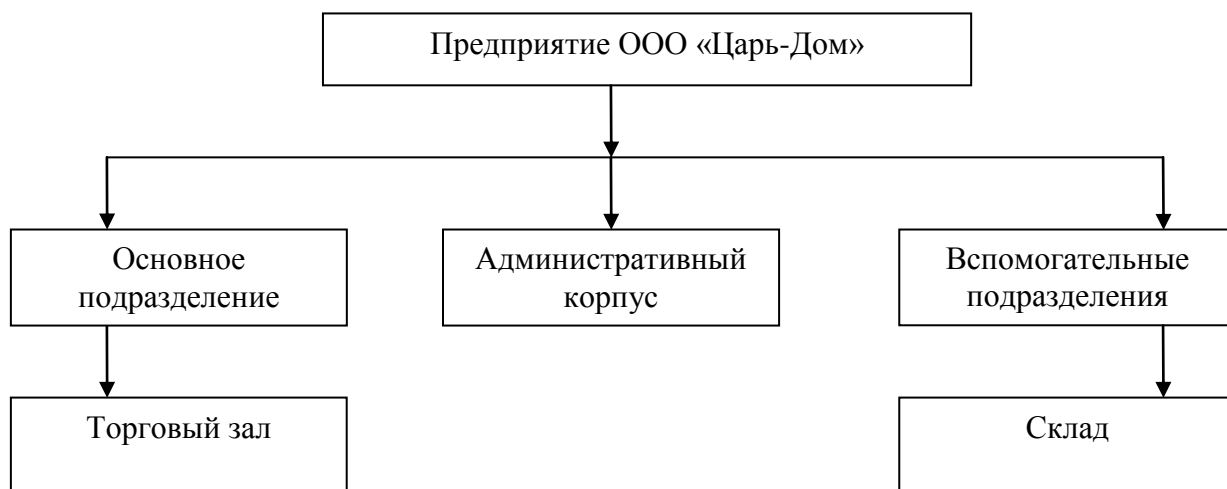 Предприятие ООО «Царь-Дом»
Основное
подразделение
Административный
корпус
Вспомогательные
подразделения
Торговый зал
Склад